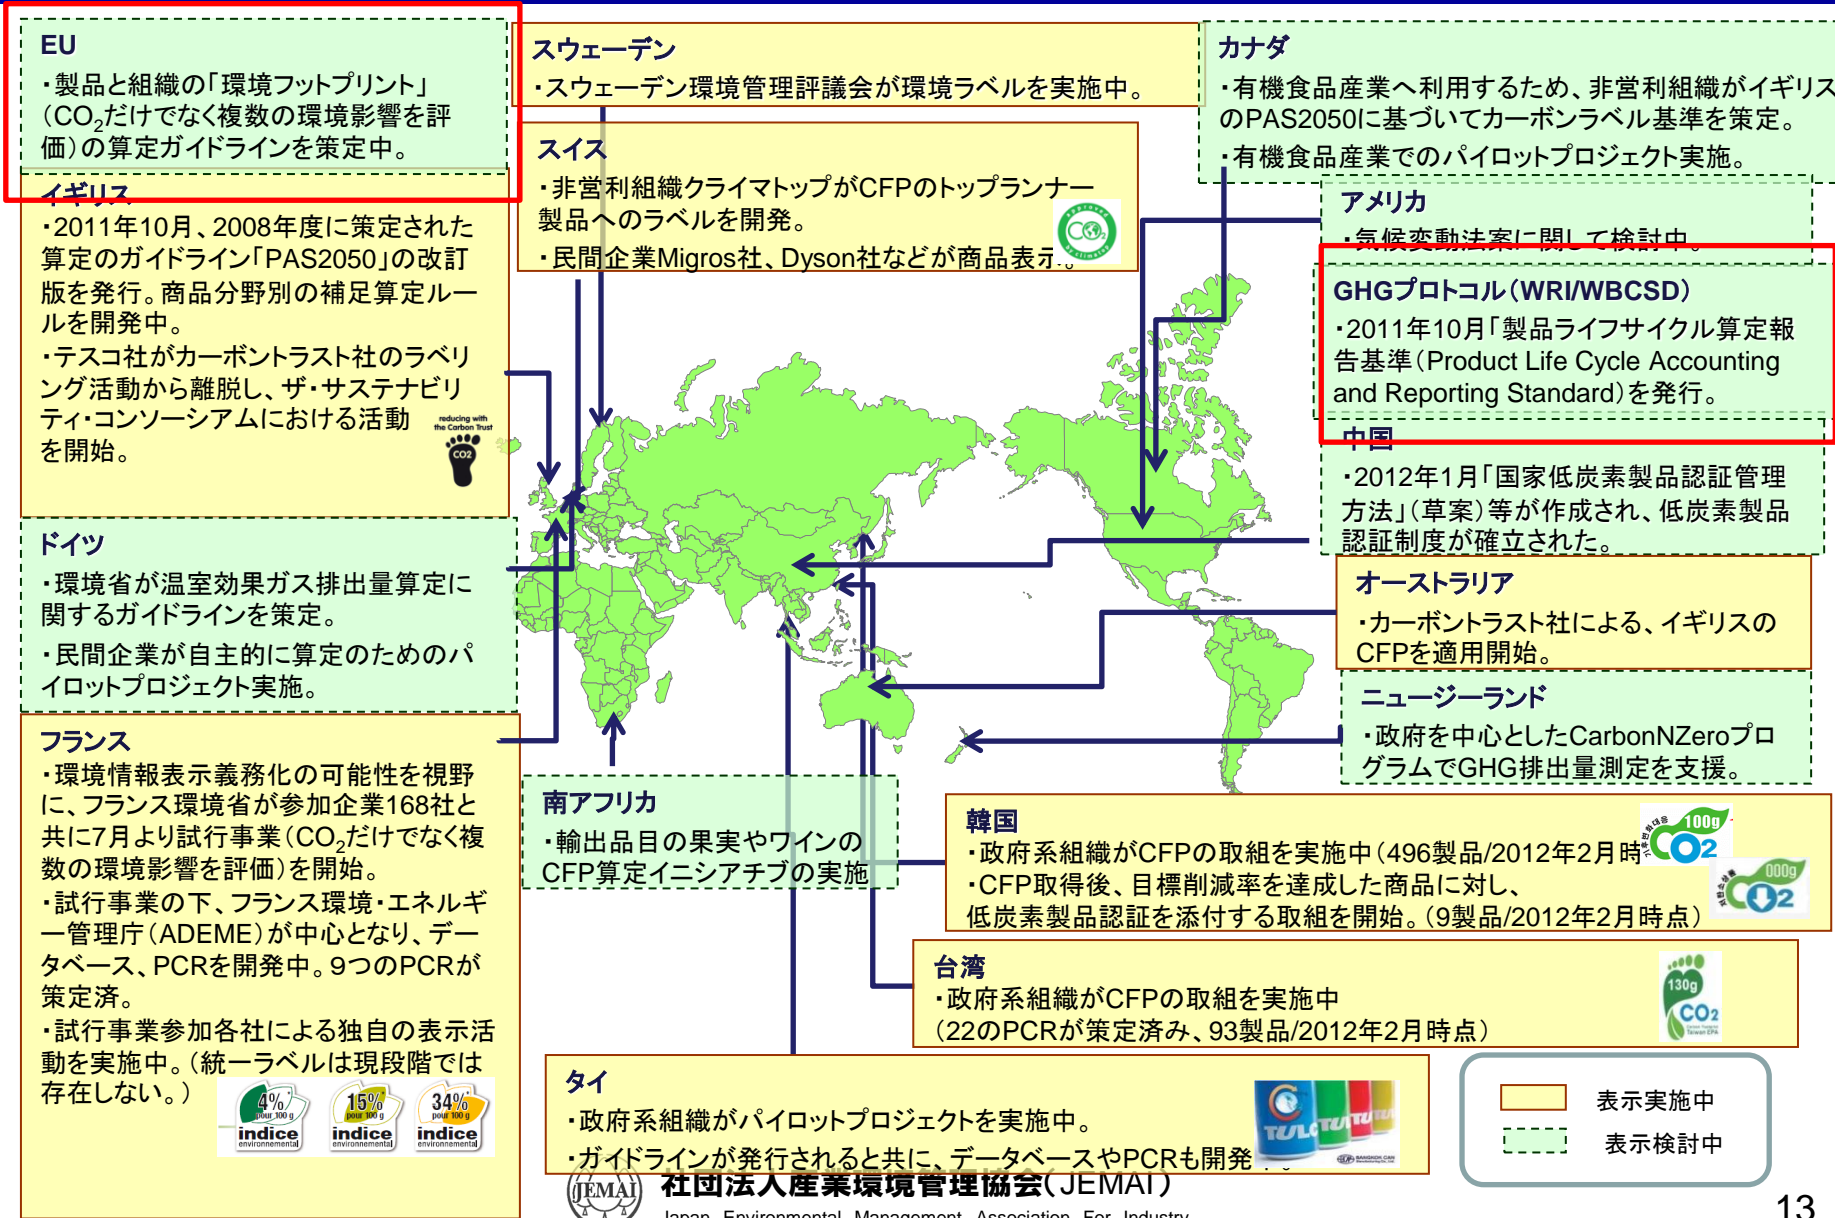 EU
・製品と組織の「環境フットプリント」
（CO2だけでなく複数の環境影響を評
価）の算定ガイドラインを策定中。
イギリス
・2011年10月、2008年度に策定された
算定のガイドライン「PAS2050」の改訂
版を発行。商品分野別の補足算定ルー
ルを開発中。
・テスコ社がカーボントラスト社のラベリ
ング活動から離脱し、ザ・サステナビリ
ティ・コンソーシアムにおける活動
を開始。
reducing with
the Carbon Trust
CO2
ドイツ
・環境省が温室効果ガス排出量算定に
関するガイドラインを策定。
・民間企業が自主的に算定のためのパ
イロットプロジェクト実施。
フランス
・環境情報表示義務化の可能性を視野
に、フランス環境省が参加企業168社と
共に7月より試行事業（CO2だけでなく複
数の環境影響を評価）を開始。
・試行事業の下、フランス環境・エネルギ
ー管理庁（ADEME）が中心となり、デー
タベース、PCRを開発中。9つのPCRが
策定済。
・試行事業参加各社による独自の表示活
動を実施中。（統一ラベルは現段階では
存在しない。）
4%
pour 100 g
indice
environnemental
15%
pour 100 g
indice
environnemental
34%
pour 100 g
indice
environnemental
スウェーデン
・スウェーデン環境管理評議会が環境ラベルを実施中。
スイス
・非営利組織クライマトップがCFPのトップランナー
製品へのラベルを開発。
・民間企業Migros社、Dyson社などが商品表示。
approved
CO2
by climatop
カナダ
・有機食品産業へ利用するため、非営利組織がイギリス
のPAS2050に基づいてカーボンラベル基準を策定。
・有機食品産業でのパイロットプロジェクト実施。
アメリカ
・気候変動法案に関して検討中。
GHGプロトコル（WRI/WBCSD）
・2011年10月「製品ライフサイクル算定報
告基準（Product Life Cycle Accounting
and Reporting Standard）を発行。
中国
・2012年1月「国家低炭素製品認証管理
方法」（草案）等が作成され、低炭素製品
認証制度が確立された。
オーストラリア
・カーボントラスト社による、イギリスの
CFPを適用開始。
ニュージーランド
・政府を中心としたCarbonNZeroプロ
グラムでGHG排出量測定を支援。
南アフリカ
・輸出品目の果実やワインの
CFP算定イニシアチブの実施
韓国
・政府系組織がCFPの取組を実施中（496製品/2012年2月時
・CFP取得後、目標削減率を達成した商品に対し、
低炭素製品認証を添付する取組を開始。（9製品/2012年2月時点）
100g
CO2
000g
CO2
台湾
・政府系組織がCFPの取組を実施中
（22のPCRが策定済み、93製品/2012年2月時点）
130g
CO2
Taiwan EPA
タイ
・政府系組織がパイロットプロジェクトを実施中。
・ガイドラインが発行されると共に、データベースやPCRも開発
BANGKOK CAN
表示実施中
表示検討中
JEMAI
社団法人産業環境管理協会（JEMAI）
Japan Environmental Management Association For Industry
13